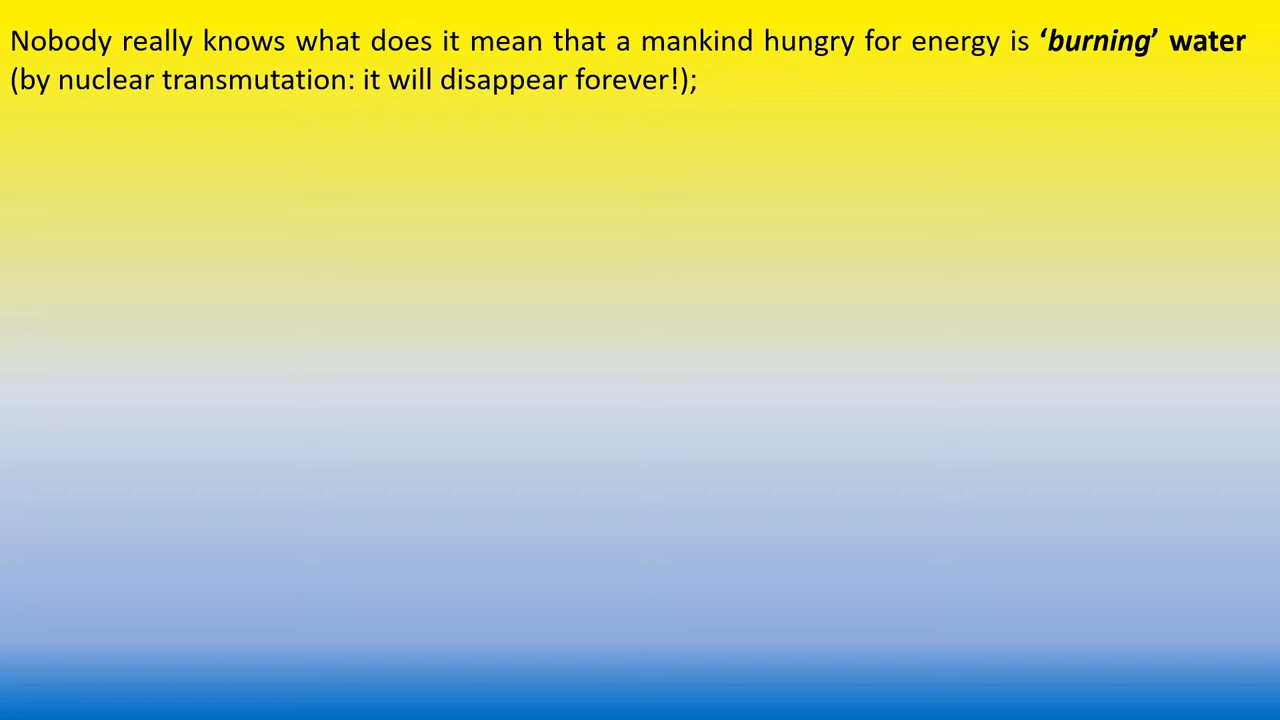 Nobody really knows what does it mean that a mankind hungry for energy is ‘burning’ water
(by nuclear transmutation: it will disappear forever!);